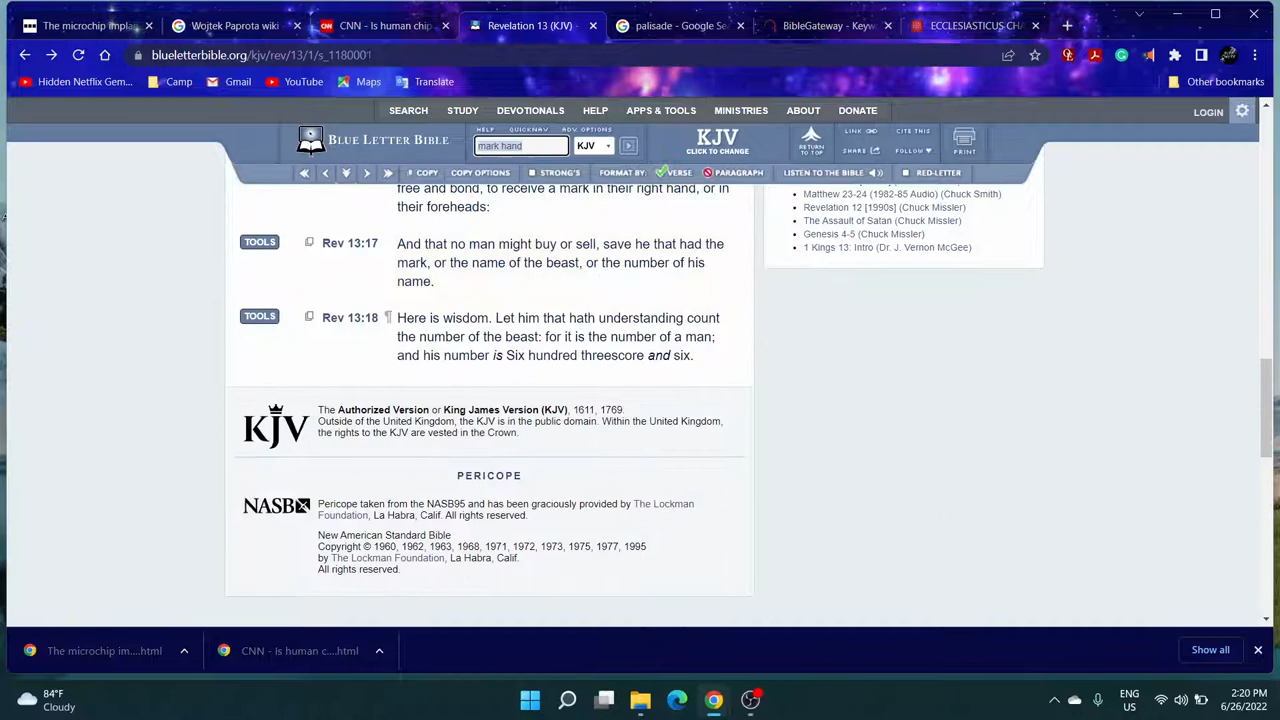 The microchip implan
Wojtek Paprota wiki
CNN - Is human chip
Revelation 13 (KJV) -
palisade - Google Se
BibleGateway - Keyw
ECCLESIASTICUS CHA
blueletterbible.org/kjv/rev/13/1/s_1180001
Hidden Netflix Gem...
Camp
Gmail
YouTube
Maps
Translate
Other bookmarks
SEARCH STUDY DEVOTIONALS HELP APPS & TOOLS MINISTRIES ABOUT DONATE
LOGIN
BLUE LETTER BIBLE
HELP QUICKNAV ADV. OPTIONS
mark hand
KJV
KJV
CLICK TO CHANGE
RETURN
TO TOP
LINK
SHARE
CITE THIS
FOLLOW
PRINT
COPY COPY OPTIONS STRONG'S FORMAT BY: VERSE PARAGRAPH LISTEN TO THE BIBLE RED-LETTER
free and bond, to receive a mark in their right hand, or in
their foreheads:
TOOLS Rev 13:17 And that no man might buy or sell, save he that had the
mark, or the name of the beast, or the number of his
name.
TOOLS Rev 13:18 ¶ Here is wisdom. Let him that hath understanding count
the number of the beast: for it is the number of a man;
and his number is Six hundred threescore and six.
Matthew 23-24 (1982-85 Audio) (Chuck Smith)
Revelation 12 [1990s] (Chuck Missler)
The Assault of Satan (Chuck Missler)
Genesis 4-5 (Chuck Missler)
1 Kings 13: Intro (Dr. J. Vernon McGee)
KJV
The Authorized Version or King James Version (KJV), 1611, 1769.
Outside of the United Kingdom, the KJV is in the public domain. Within the United Kingdom,
the rights to the KJV are vested in the Crown.
PERICOPE
NASB
Pericope taken from the NASB95 and has been graciously provided by The Lockman
Foundation, La Habra, Calif. All rights reserved.
New American Standard Bible
Copyright © 1960, 1962, 1963, 1968, 1971, 1972, 1973, 1975, 1977, 1995
by The Lockman Foundation, La Habra, Calif.
All rights reserved.
The microchip im....html
CNN - Is human c....html
Show all
84°F
Cloudy
ENG
US
2:20 PM
6/26/2022